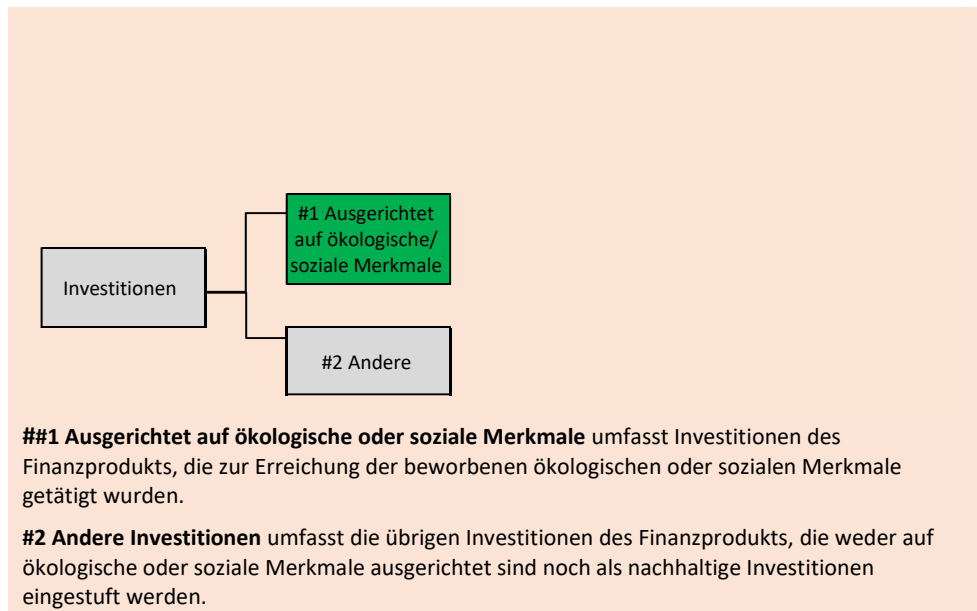 #1 Ausgerichtet
auf ökologische/
soziale Merkmale
Investitionen
#2 Andere
##1 Ausgerichtet auf ökologische oder soziale Merkmale umfasst Investitionen des
Finanzprodukts, die zur Erreichung der beworbenen ökologischen oder sozialen Merkmale
getätigt wurden.
#2 Andere Investitionen umfasst die übrigen Investitionen des Finanzprodukts, die weder auf
ökologische oder soziale Merkmale ausgerichtet sind noch als nachhaltige Investitionen
eingestuft werden.